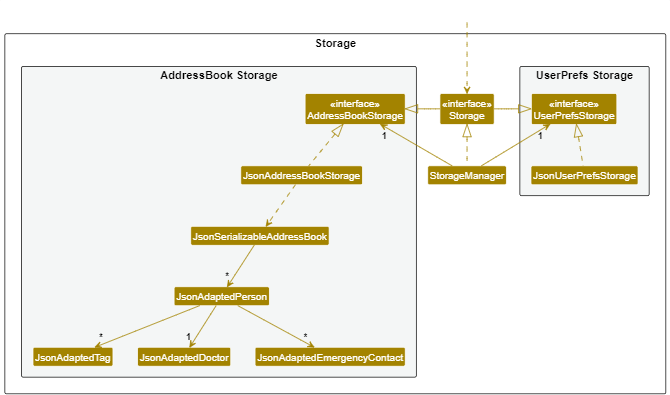 Storage
AddressBook Storage
UserPrefs Storage
«interface»
AddressBookStorage
«interface»
Storage
«interface»
UserPrefsStorage
1
1
JsonAddressBookStorage
StorageManager
JsonUserPrefsStorage
JsonSerializableAddressBook
*
JsonAdaptedPerson
*
1
*
JsonAdaptedTag
JsonAdaptedDoctor
JsonAdaptedEmergencyContact